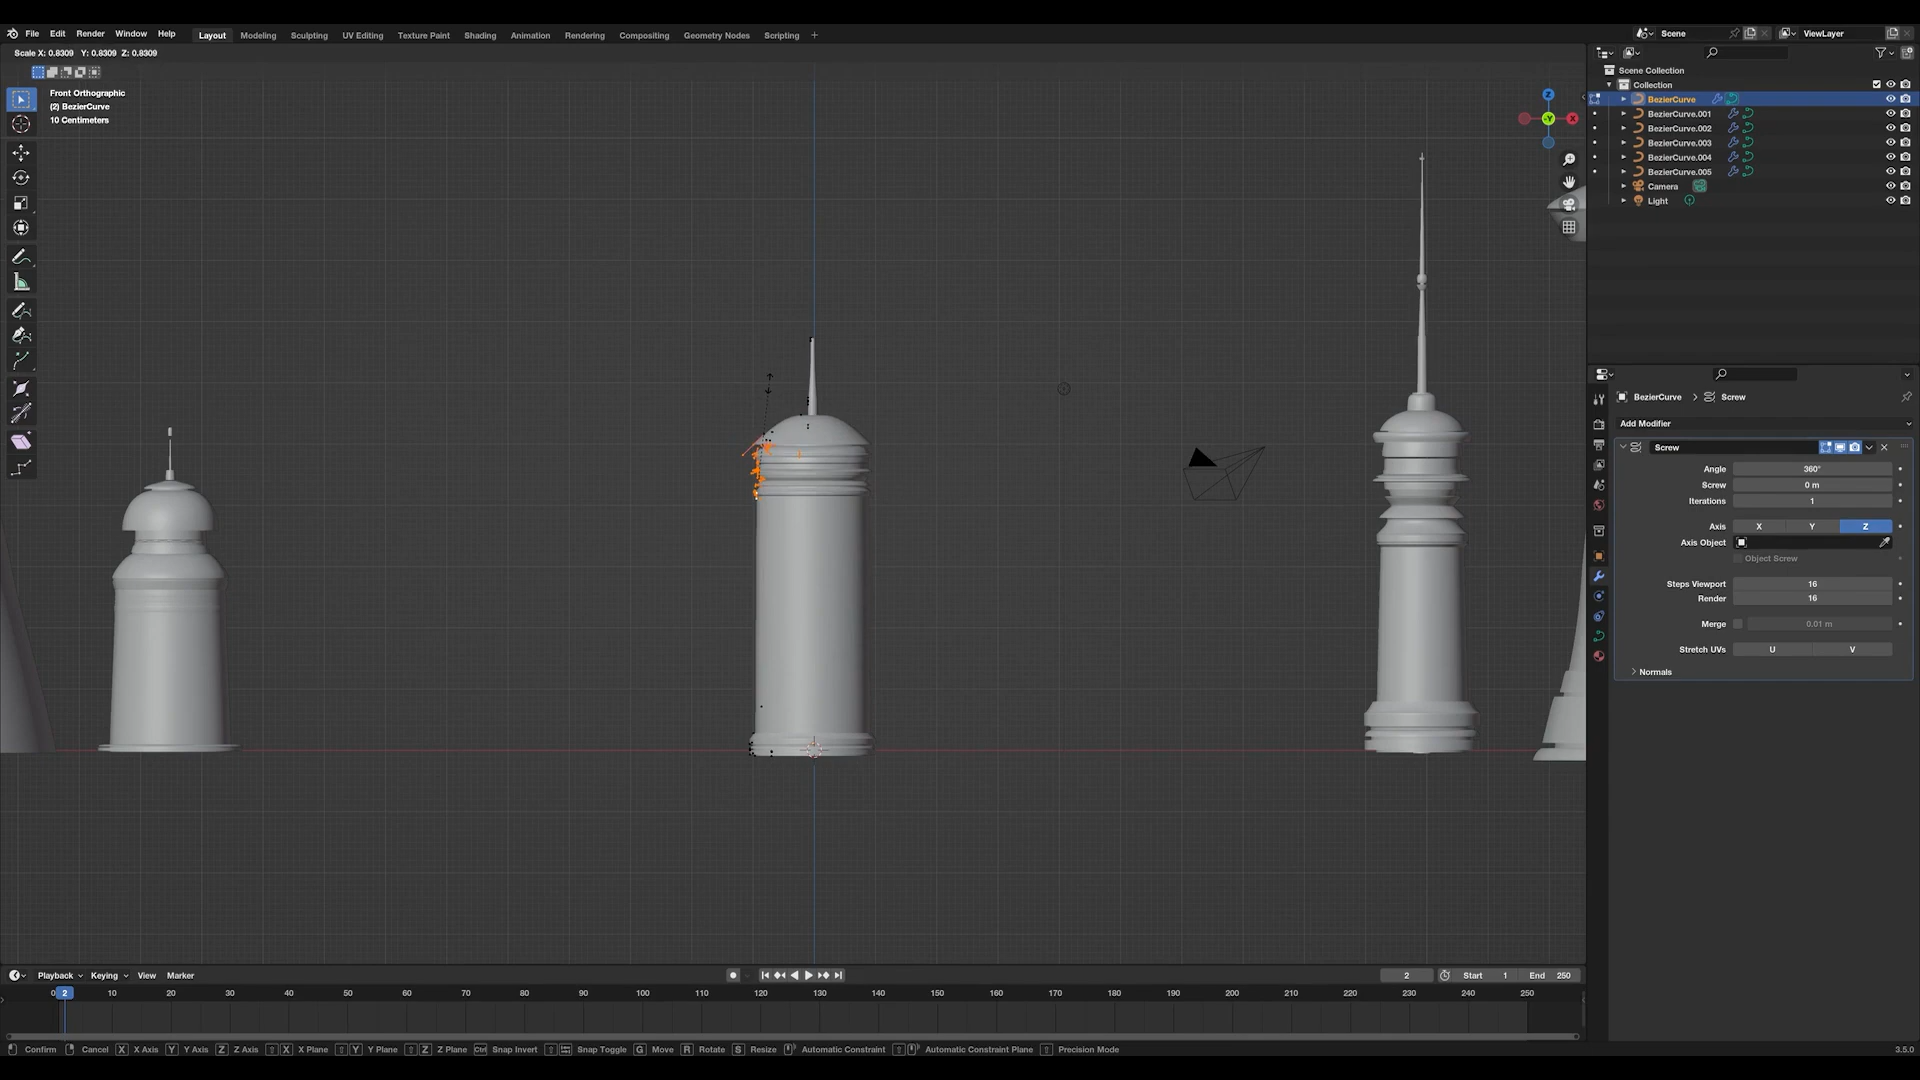 File Edit Render Window Help Layout Modeling Sculpting UV Editing Texture Paint Shading Animation Rendering Compositing Geometry Nodes Scripting + Scene ViewLayer
Scale X: 0.8309 Y: 0.8309 Z: 0.8309
Front Orthographic
(2) BezierCurve
10 Centimeters
Z
-Y
X
Scene Collection
Collection
BezierCurve
BezierCurve.001
BezierCurve.002
BezierCurve.003
BezierCurve.004
BezierCurve.005
Camera
Light
BezierCurve > Screw
Add Modifier
Screw
Angle 360°
Screw 0 m
Iterations 1
Axis X Y Z
Axis Object
Object Screw
Steps Viewport 16
Render 16
Merge 0.01 m
Stretch UVs U V
Normals
Playback Keying View Marker 2 Start 1 End 250
0 2 10 20 30 40 50 60 70 80 90 100 110 120 130 140 150 160 170 180 190 200 210 220 230 240 250
Confirm Cancel X X Axis Y Y Axis Z Z Axis X X Plane Y Y Plane Z Z Plane Ctrl Snap Invert Snap Toggle G Move R Rotate S Resize Automatic Constraint Automatic Constraint Plane Precision Mode 3.5.0